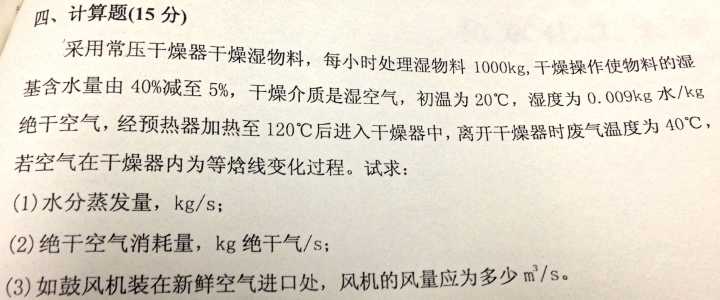 四、计算题(15 分)
采用常压干燥器干燥湿物料，每小时处理湿物料 1000kg,干燥操作使物料的湿
基含水量由 40%减至 5%，干燥介质是湿空气，初温为 20℃，湿度为 0.009kg 水/kg
绝干空气，经预热器加热至 120℃后进入干燥器中，离开干燥器时废气温度为 40℃，
若空气在干燥器内为等焓线变化过程。试求：
(1)水分蒸发量，kg/s；
(2)绝干空气消耗量，kg 绝干气/s；
(3)如鼓风机装在新鲜空气进口处，风机的风量应为多少 m³/s。